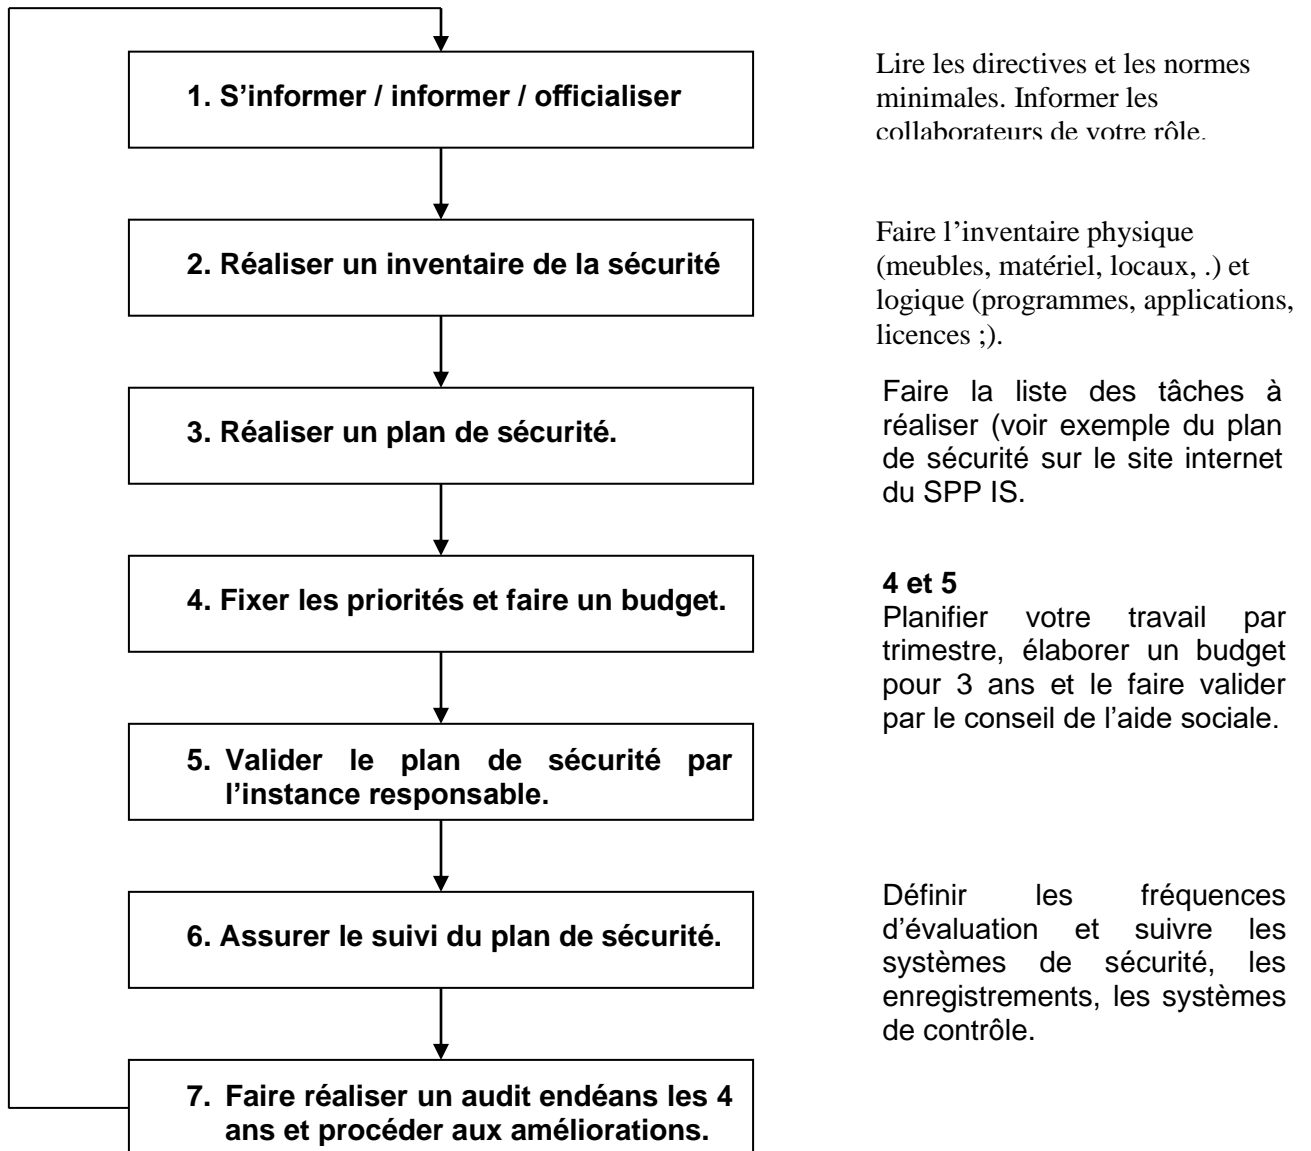 1. S’informer / informer / officialiser
Lire les directives et les normes
minimales. Informer les
collaborateurs de votre rôle.
2. Réaliser un inventaire de la sécurité
Faire l’inventaire physique
(meubles, matériel, locaux, .) et
logique (programmes, applications,
licences ;).
3. Réaliser un plan de sécurité.
Faire la liste des tâches à
réaliser (voir exemple du plan
de sécurité sur le site internet
du SPP IS.
4. Fixer les priorités et faire un budget.
4 et 5
Planifier votre travail par
trimestre, élaborer un budget
pour 3 ans et le faire valider
par le conseil de l’aide sociale.
5. Valider le plan de sécurité par
l’instance responsable.
6. Assurer le suivi du plan de sécurité.
Définir les fréquences
d’évaluation et suivre les
systèmes de sécurité, les
enregistrements, les systèmes
de contrôle.
7. Faire réaliser un audit endéans les 4
ans et procéder aux améliorations.